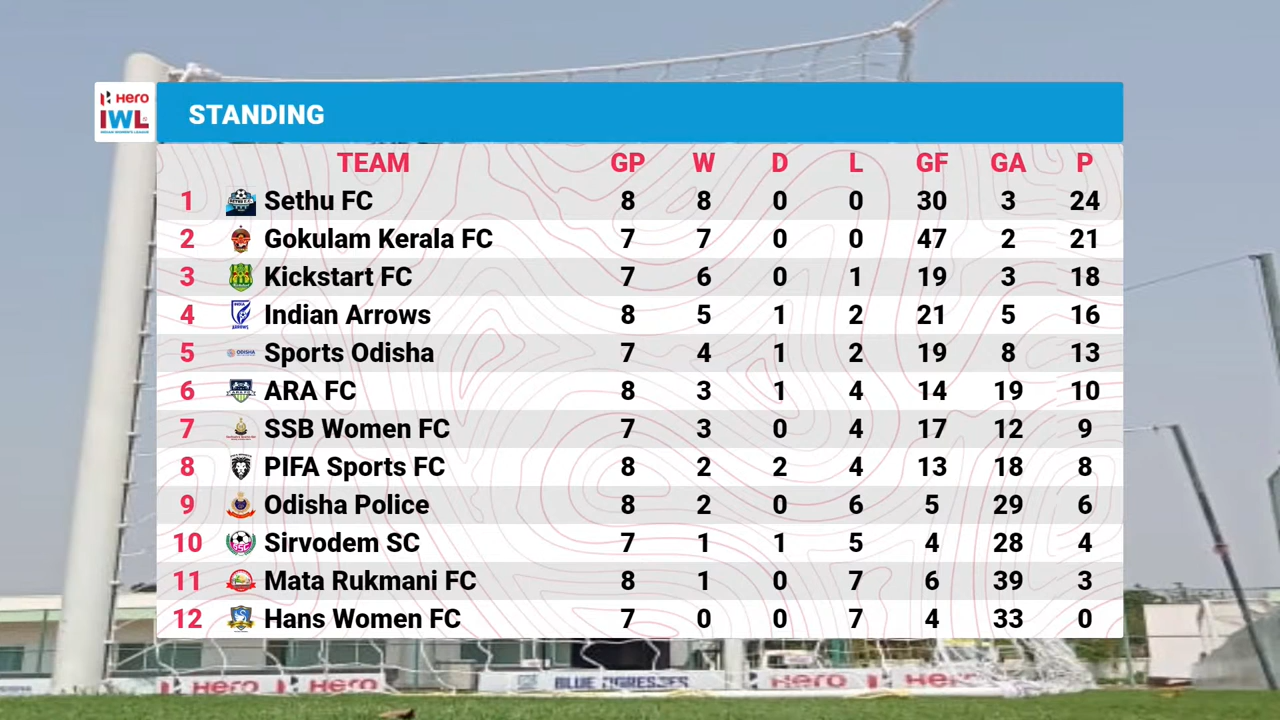 Hero
IWL
STANDING
TEAM GP W D L GF GA P
1 Sethu FC 8 8 0 0 30 3 24
2 Gokulam Kerala FC 7 7 0 0 47 2 21
3 Kickstart FC 7 6 0 1 19 3 18
4 Indian Arrows 8 5 1 2 21 5 16
5 Sports Odisha 7 4 1 2 19 8 13
6 ARA FC 8 3 1 4 14 19 10
7 SSB Women FC 7 3 0 4 17 12 9
8 PIFA Sports FC 8 2 2 4 13 18 8
9 Odisha Police 8 2 0 6 5 29 6
10 Sirvodem SC 7 1 1 5 4 28 4
11 Mata Rukmani FC 8 1 0 7 6 39 3
12 Hans Women FC 7 0 0 7 4 33 0
Hero Hero BLUE TIGRESSES Hero Hero